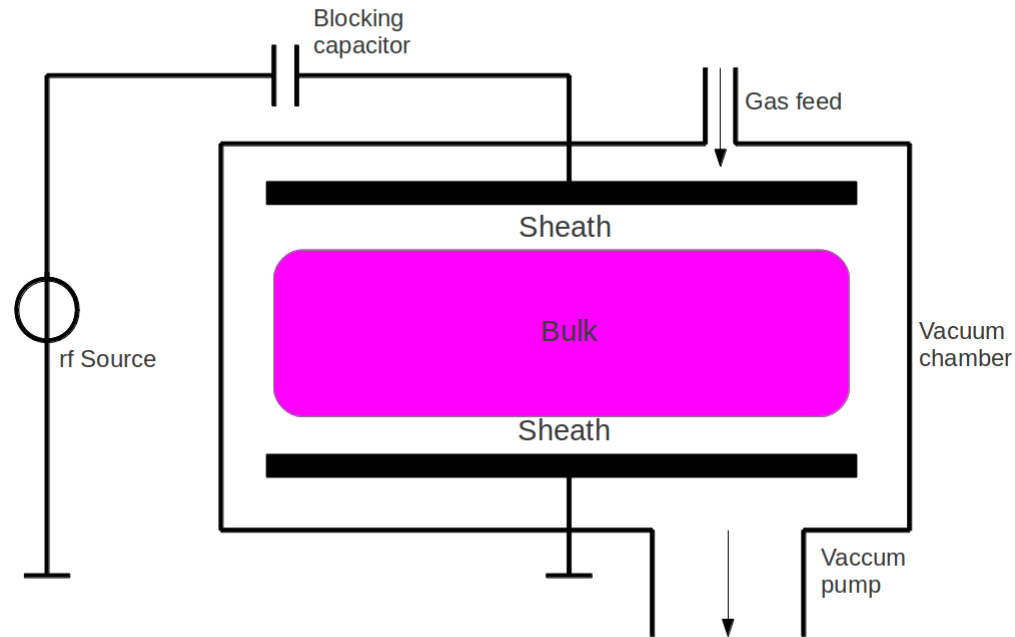 Blocking
capacitor
Gas feed
Sheath
Bulk
Vacuum
chamber
rf Source
Sheath
Vaccum
pump